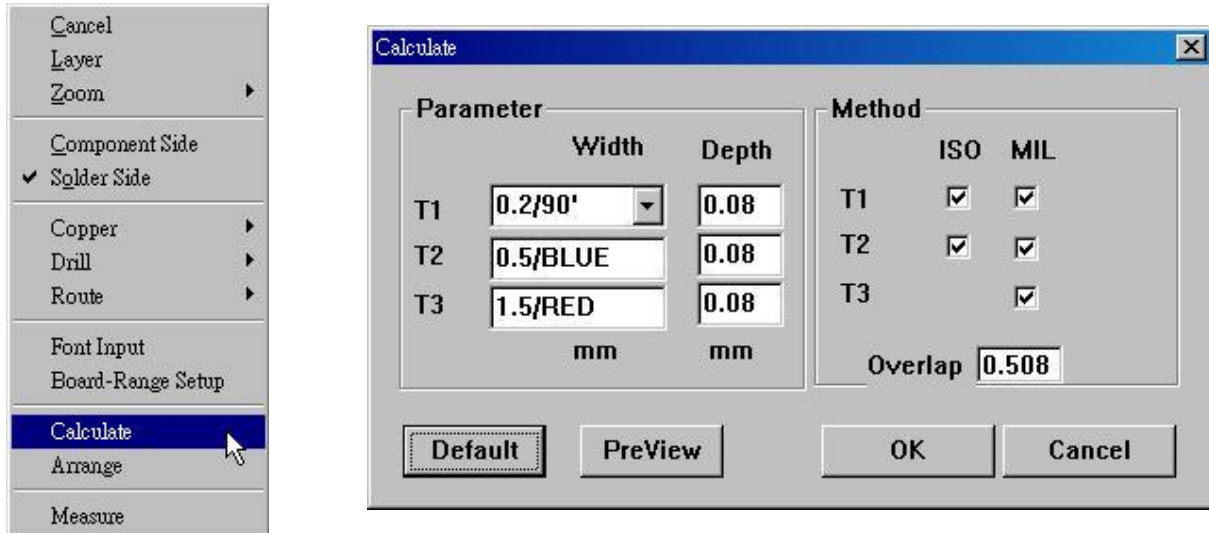 Cancel
Layer
Zoom
Component Side
Solder Side
Copper
Drill
Route
Font Input
Board-Range Setup
Calculate
Arrange
Measure
Calculate
Parameter
Width Depth
T1 0.2/90' 0.08
T2 0.5/BLUE 0.08
T3 1.5/RED 0.08
mm mm
Method
ISO MIL
T1
T2
T3
Overlap 0.508
Default PreView OK Cancel